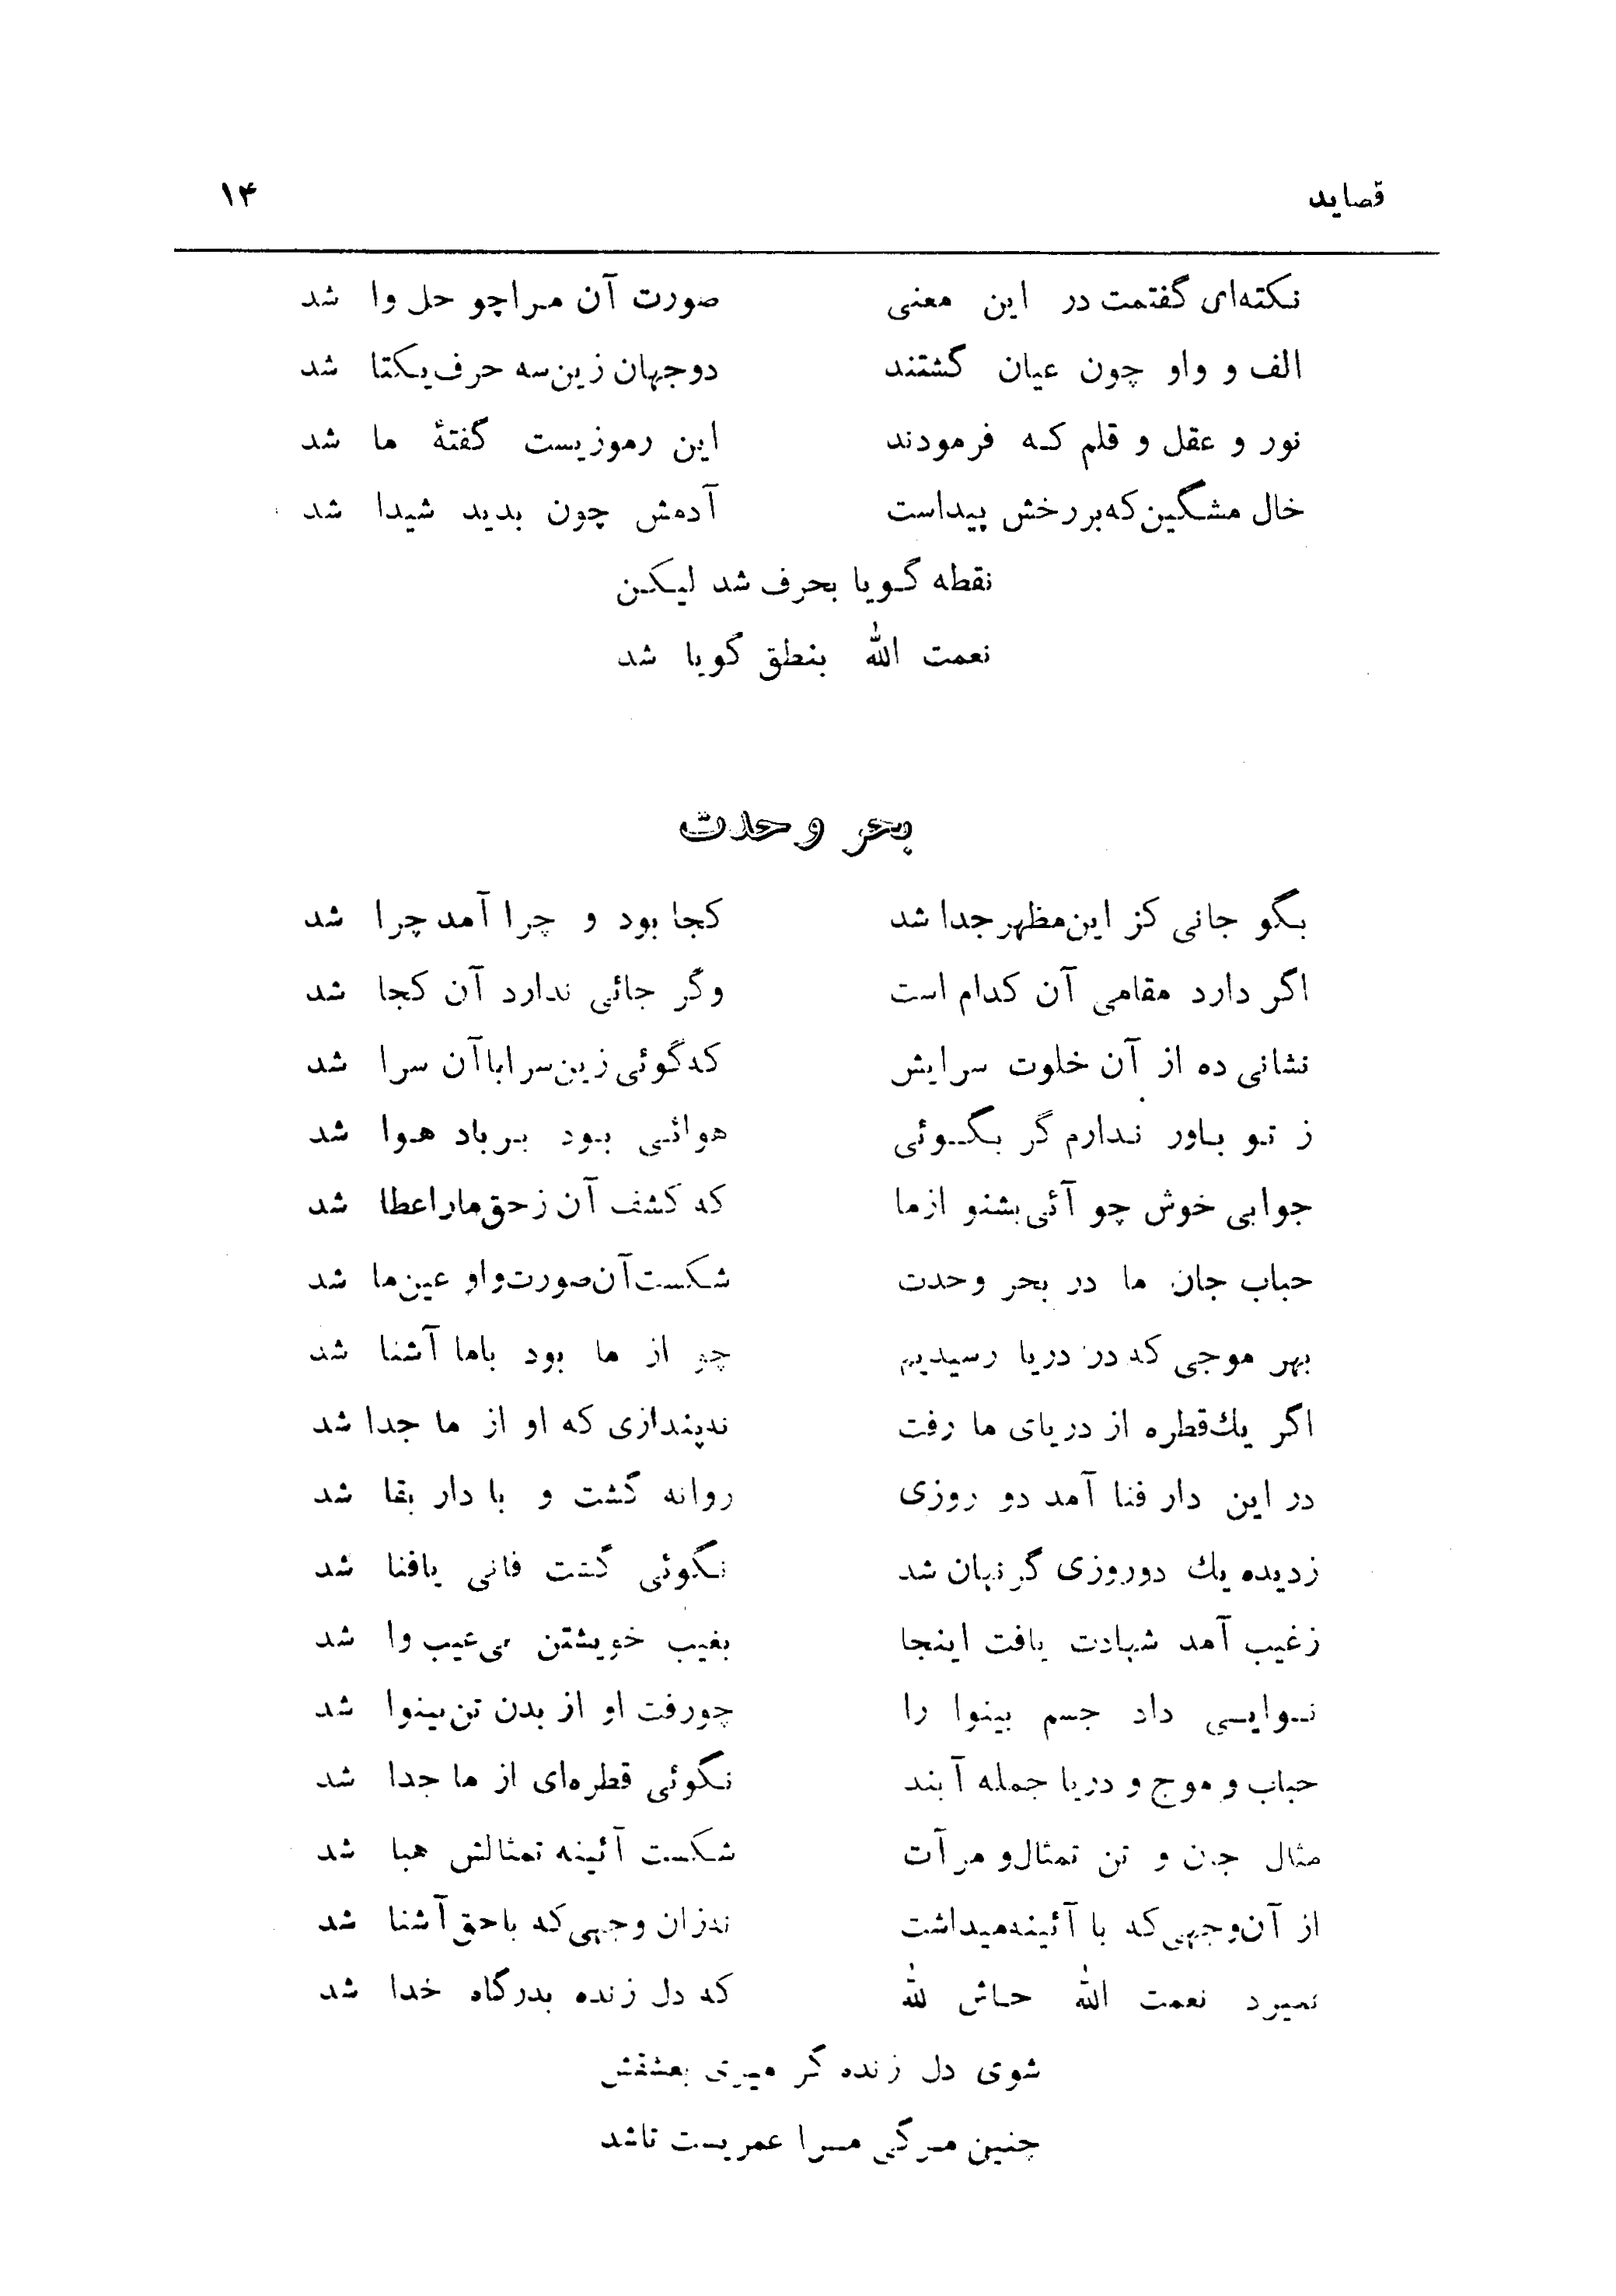 قصاید ۱۴
نکته‌ای گفتمت در این معنی صورت آن مراچو حل وا شد
الف و واو چون عیان گشتند دوجهان زین‌سه حرف‌یکتا شد
نور و عقل و قلم که فرمودند این رموزیست گفتهٔ ما شد
خال مشگین‌که‌بررخش پیداست آدمش چون بدید شیدا شد
نقطه گویا بحرف شد لیکن
نعمت الله بنطق گویا شد
بحر وحدت
بگو جانی کز این‌مظهرجدا شد کجا بود و چرا آمدچرا شد
اگر دارد مقامی آن کدام است وگر جائی ندارد آن کجا شد
نشانی ده از آن خلوت سرایش که‌گوئی زین‌سراباآن سرا شد
ز تو باور ندارم گر بگوئی هوائی بود برباد هوا شد
جوابی خوش چو آئی‌بشنو ازما که کشف آن زحق‌ماراعطا شد
حباب جان ما در بحر وحدت شکست‌آن‌صورت‌واو عین‌ما شد
بهر موجی که‌در دریا رسیدیم چو از ما بود باما آشنا شد
اگر یك‌قطره از دریای ما رفت نه‌پنداری که او از ما جدا شد
در این دار فنا آمد دو روزی روانه گشت و با دار بقا شد
زدیده یك دوروزی گر نهان شد نگوئی گشت فانی یافنا شد
زغیب آمد شهادت یافت اینجا بغیب خویشتن بی‌عیب وا شد
نوایی داد جسم بینوا را چورفت او از بدن تن‌بینوا شد
حباب و موج و دریا جمله آبند نگوئی قطره‌ای از ما جدا شد
مثال جان و تن تمثال‌و مرآت شکست آئینه تمثالش هبا شد
از آن‌وجهی‌که با آئینه‌میداشت نه‌زان وجهی‌که باحق‌آشنا شد
نمیرد نعمت الله حاش لله که دل زنده بدرگاه خدا شد
شوی دل زنده گر میری بعشقش
چنین مرگی مرا عمریست تاشد